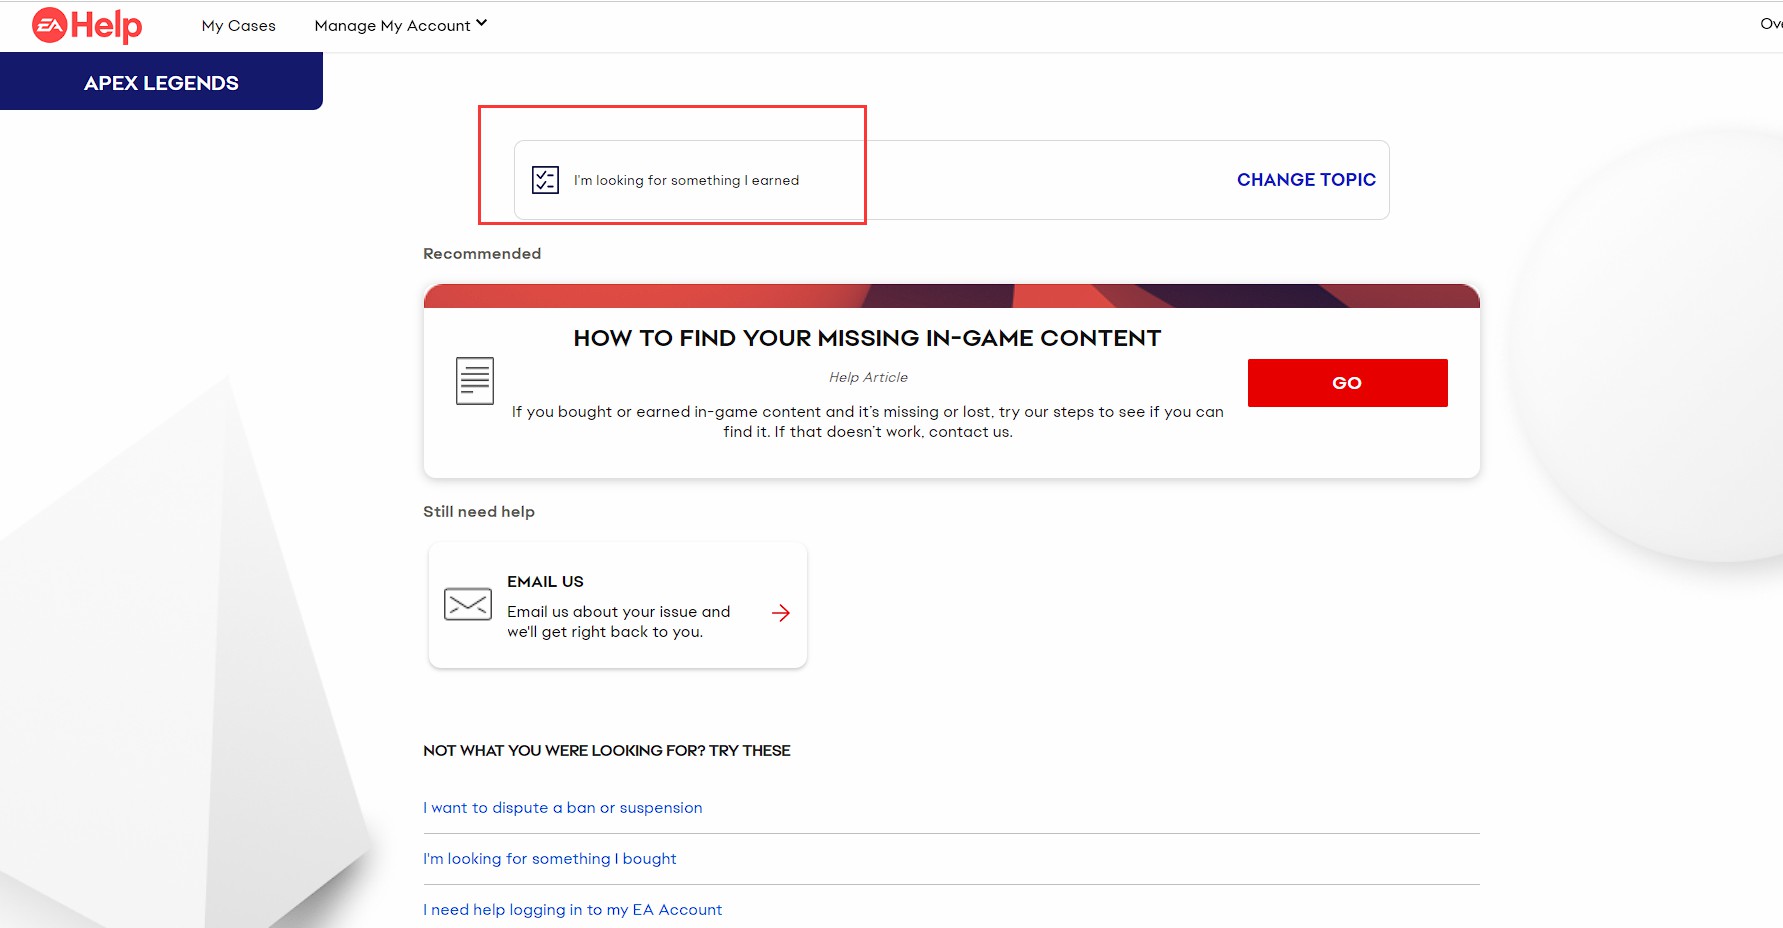 EA Help
My Cases
Manage My Account
APEX LEGENDS
I'm looking for something I earned
CHANGE TOPIC
Recommended
HOW TO FIND YOUR MISSING IN-GAME CONTENT
Help Article
GO
If you bought or earned in-game content and it's missing or lost, try our steps to see if you can
find it. If that doesn't work, contact us.
Still need help
EMAIL US
Email us about your issue and
we'll get right back to you.
NOT WHAT YOU WERE LOOKING FOR? TRY THESE
I want to dispute a ban or suspension
I'm looking for something I bought
I need help logging in to my EA Account